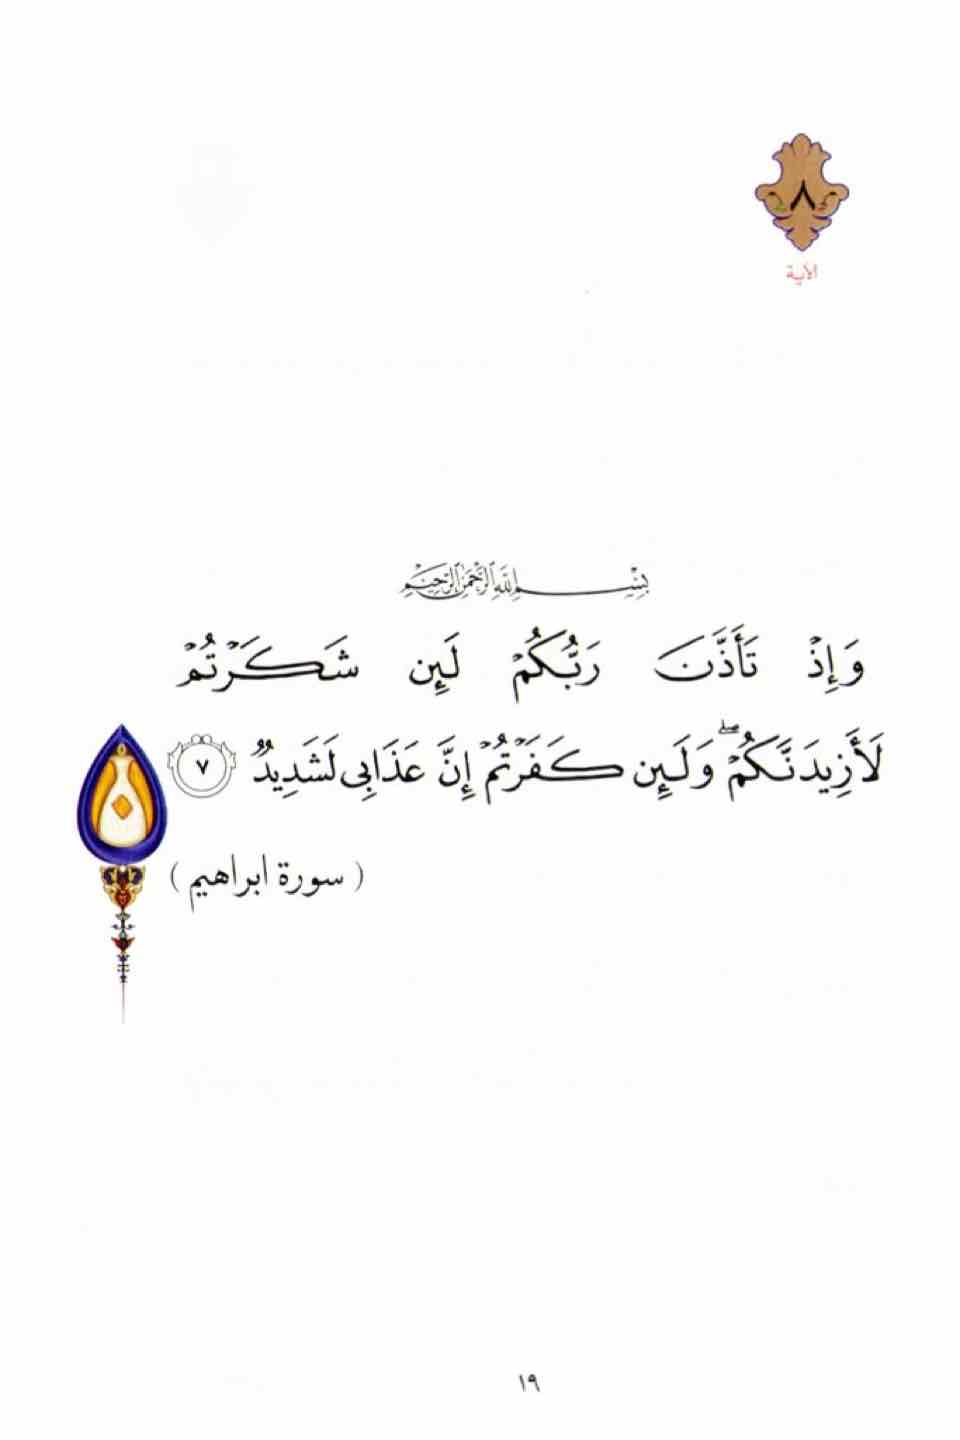 ٨
الآية
بِسْمِ اللَّهِ الرَّحْمَٰنِ الرَّحِيمِ
وَإِذْ تَأَذَّنَ رَبُّكُمْ لَئِن شَكَرْتُمْ
لَأَزِيدَنَّكُمْ ۖ وَلَئِن كَفَرْتُمْ إِنَّ عَذَابِي لَشَدِيدٌ ٧
( سورة ابراهيم )
١٩